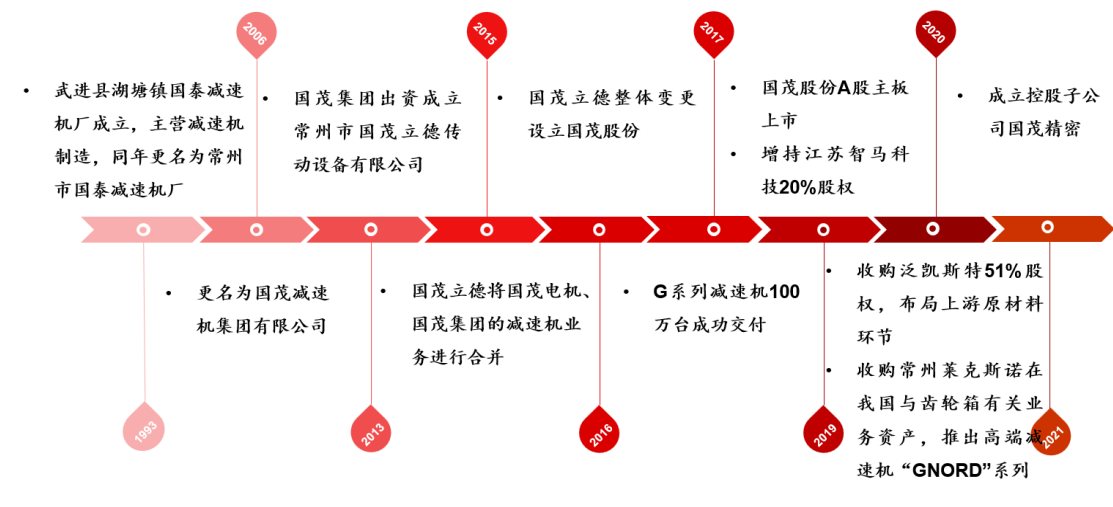 2006
2015
2017
2020
• 武进县湖塘镇国泰减速
机厂成立，主营减速机
制造，同年更名为常州
市国泰减速机厂
• 国茂集团出资成立
常州市国茂立德传
动设备有限公司
• 国茂立德整体变更
设立国茂股份
• 国茂股份A股主板
上市
• 增持江苏智马科
技20%股权
• 成立控股子公
司国茂精密
• 更名为国茂减速
机集团有限公司
• 国茂立德将国茂电机、
国茂集团的减速机业
务进行合并
• G系列减速机100
万台成功交付
• 收购泛凯斯特51%股
权，布局上游原材料
环节
• 收购常州莱克斯诺在
我国与齿轮箱有关业
务资产，推出高端减
速机“GNORD”系列
1993
2013
2016
2019
2021